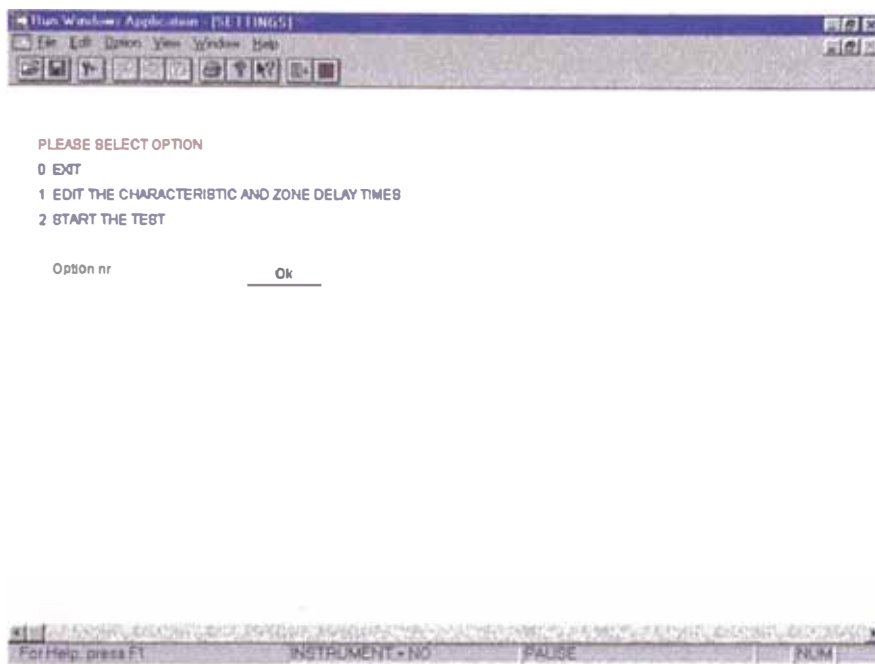 Windows Application - [SETTINGS]
File Edit Option View Window Help
PLEASE SELECT OPTION
0 EXIT
1 EDIT THE CHARACTERISTIC AND ZONE DELAY TIMES
2 START THE TEST
Option nr
Ok
For Help, press F1 INSTRUMENT - NO PAUSE NUM